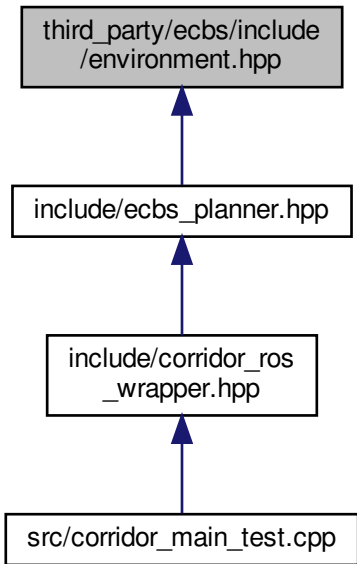 third_party/ecbs/include
/environment.hpp
include/ecbs_planner.hpp
include/corridor_ros
_wrapper.hpp
src/corridor_main_test.cpp